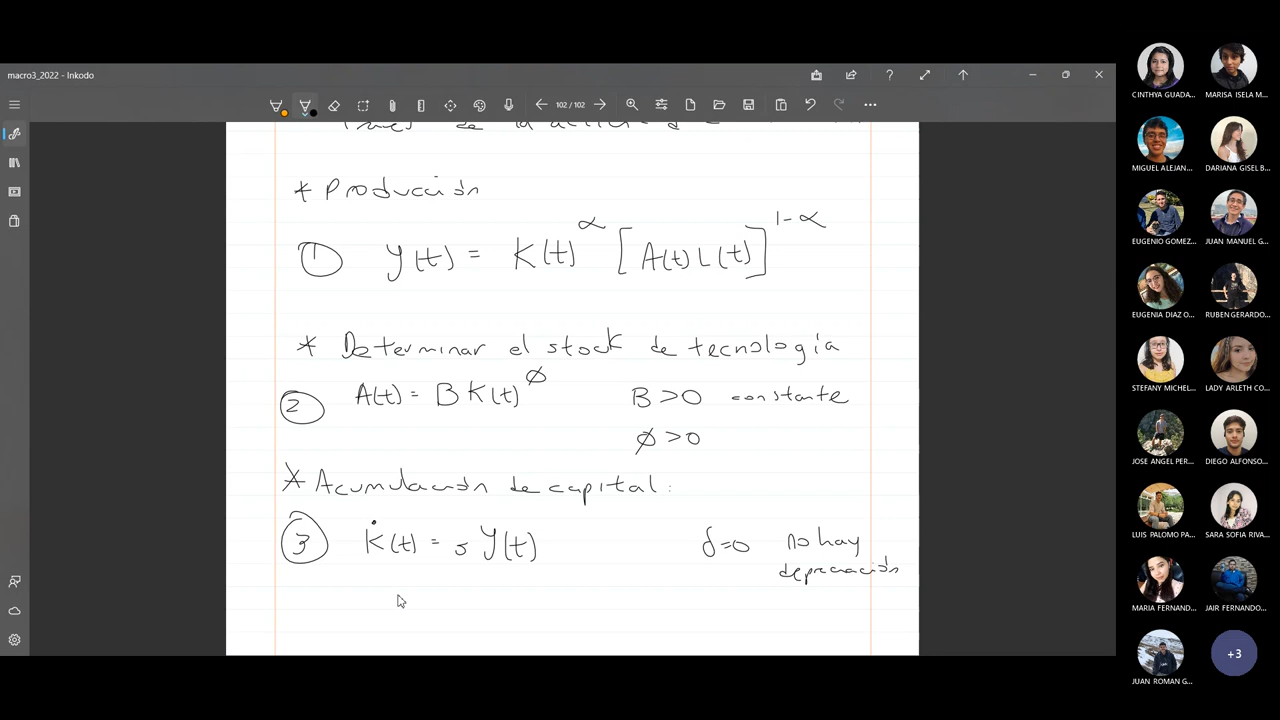 macro3_2022 - Inkodo
102 / 102
de la
* Producción
① Y(t) = K(t)^α [A(t)L(t)]^{1-α}
* Determinar el stock de tecnología
② A(t) = B K(t)^∅ B>0 constante
∅>0
* Acumulación de capital:
③ K̇(t) = s Y(t) δ=0 no hay
depreciación
CINTHYA GUADA...
MARISA ISELA M...
MIGUEL ALEJAN...
DARIANA GISEL B...
EUGENIO GOMEZ...
JUAN MANUEL G...
EUGENIA DIAZ O...
RUBEN GERARDO...
STEFANY MICHEL...
LADY ARLETH CO...
JOSE ANGEL PER...
DIEGO ALFONSO...
LUIS PALOMO PA...
SARA SOFIA RIVA...
MARIA FERNAND...
JAIR FERNANDO...
JUAN ROMAN G...
+3